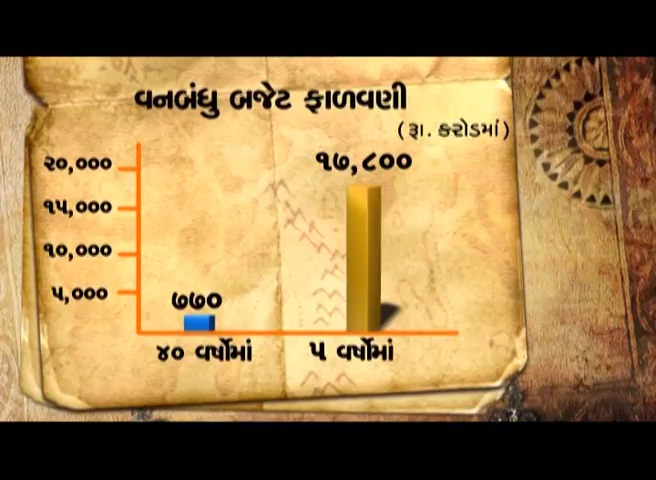 વનબંધુ બજેટ ફાળવણી
(રૂા. કરોડમાં)
૨૦,૦૦૦
૧૫,૦૦૦
૧૦,૦૦૦
૫,૦૦૦
૭૭૦
૧૭,૮૦૦
૪૦ વર્ષોમાં
૫ વર્ષોમાં